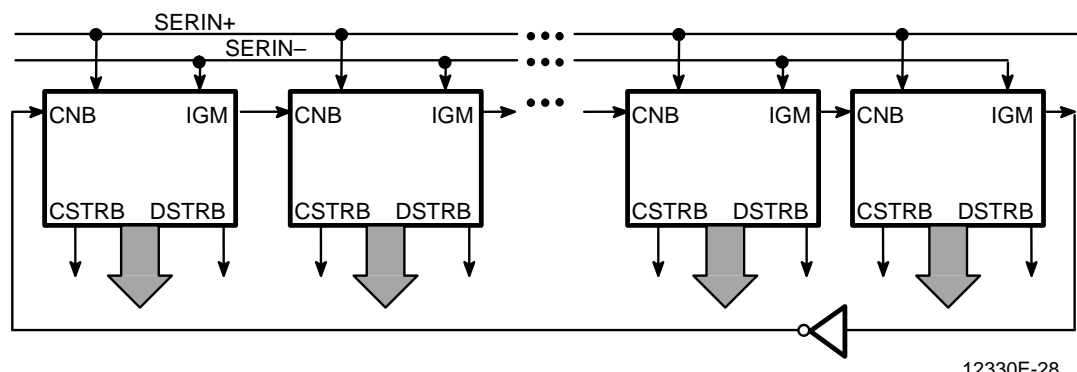 SERIN+
SERIN–
CNB IGM CNB IGM CNB IGM CNB IGM
CSTRB DSTRB CSTRB DSTRB CSTRB DSTRB CSTRB DSTRB
12330E-28